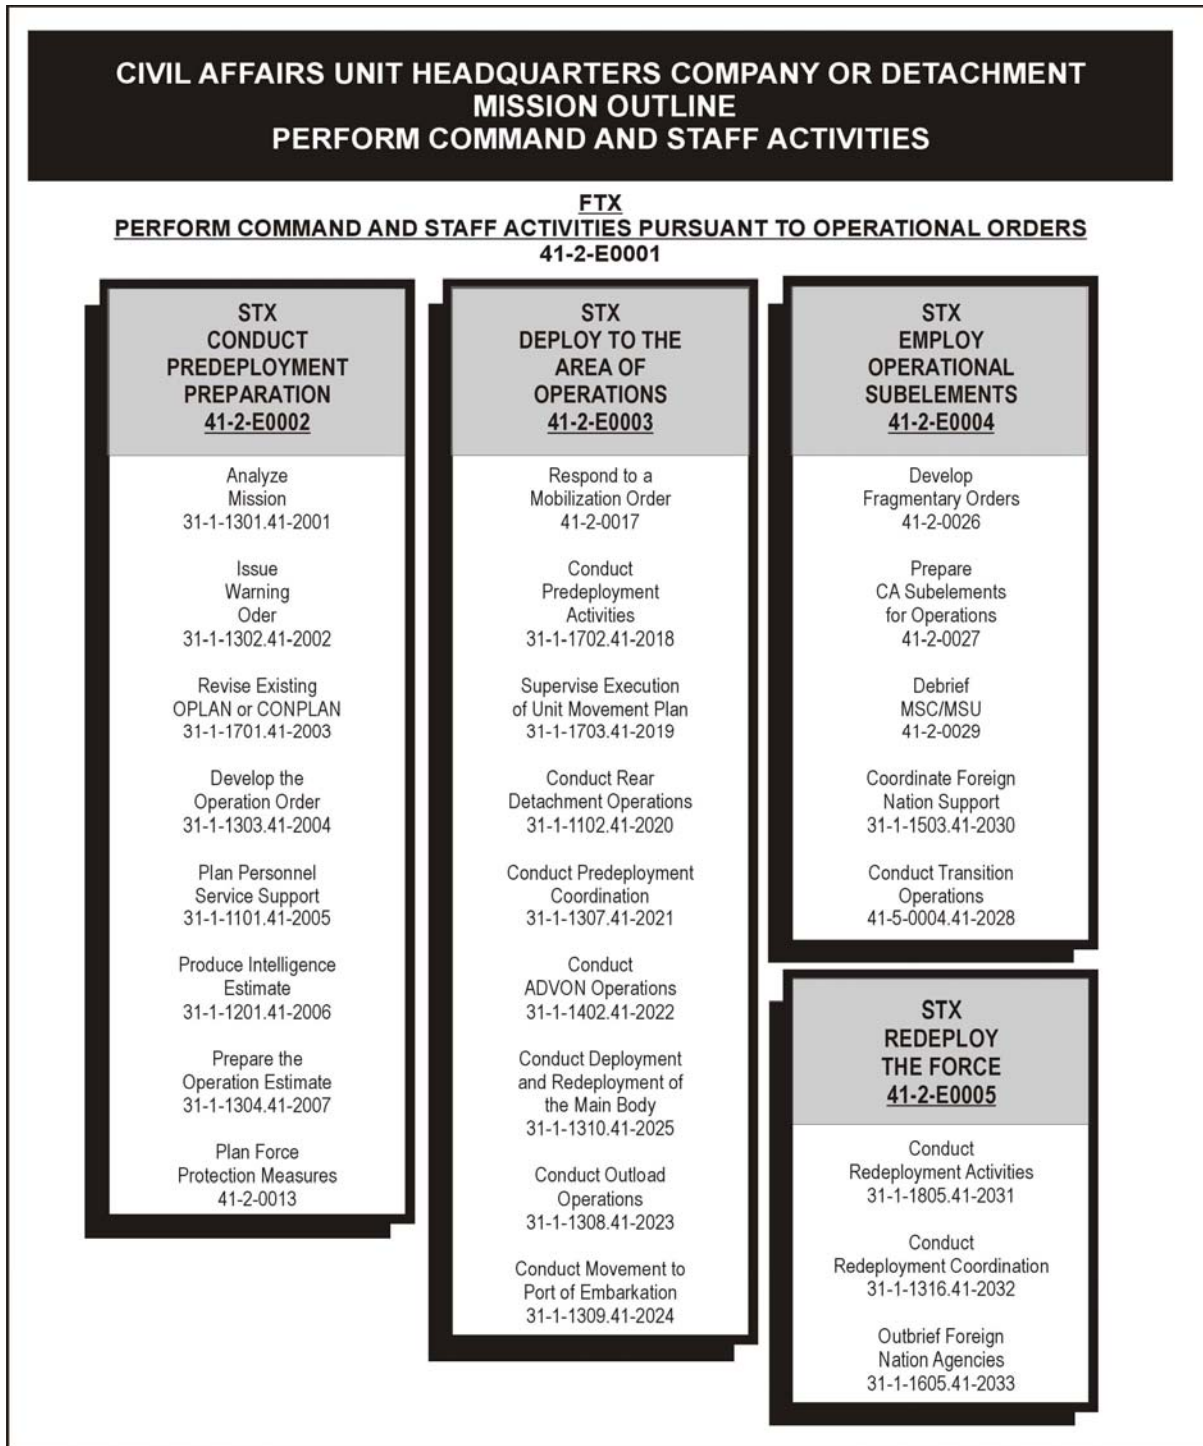 CIVIL AFFAIRS UNIT HEADQUARTERS COMPANY OR DETACHMENT
MISSION OUTLINE
PERFORM COMMAND AND STAFF ACTIVITIES
FTX
PERFORM COMMAND AND STAFF ACTIVITIES PURSUANT TO OPERATIONAL ORDERS
41-2-E0001
STX
CONDUCT
PREDEPLOYMENT
PREPARATION
41-2-E0002
Analyze
Mission
31-1-1301.41-2001
Issue
Warning
Oder
31-1-1302.41-2002
Revise Existing
OPLAN or CONPLAN
31-1-1701.41-2003
Develop the
Operation Order
31-1-1303.41-2004
Plan Personnel
Service Support
31-1-1101.41-2005
Produce Intelligence
Estimate
31-1-1201.41-2006
Prepare the
Operation Estimate
31-1-1304.41-2007
Plan Force
Protection Measures
41-2-0013
STX
DEPLOY TO THE
AREA OF
OPERATIONS
41-2-E0003
Respond to a
Mobilization Order
41-2-0017
Conduct
Predeployment
Activities
31-1-1702.41-2018
Supervise Execution
of Unit Movement Plan
31-1-1703.41-2019
Conduct Rear
Detachment Operations
31-1-1102.41-2020
Conduct Predeployment
Coordination
31-1-1307.41-2021
Conduct
ADVON Operations
31-1-1402.41-2022
Conduct Deployment
and Redeployment of
the Main Body
31-1-1310.41-2025
Conduct Outload
Operations
31-1-1308.41-2023
Conduct Movement to
Port of Embarkation
31-1-1309.41-2024
STX
EMPLOY
OPERATIONAL
SUBELEMENTS
41-2-E0004
Develop
Fragmentary Orders
41-2-0026
Prepare
CA Subelements
for Operations
41-2-0027
Debrief
MSC/MSU
41-2-0029
Coordinate Foreign
Nation Support
31-1-1503.41-2030
Conduct Transition
Operations
41-5-0004.41-2028
STX
REDEPLOY
THE FORCE
41-2-E0005
Conduct
Redeployment Activities
31-1-1805.41-2031
Conduct
Redeployment Coordination
31-1-1316.41-2032
Outbrief Foreign
Nation Agencies
31-1-1605.41-2033